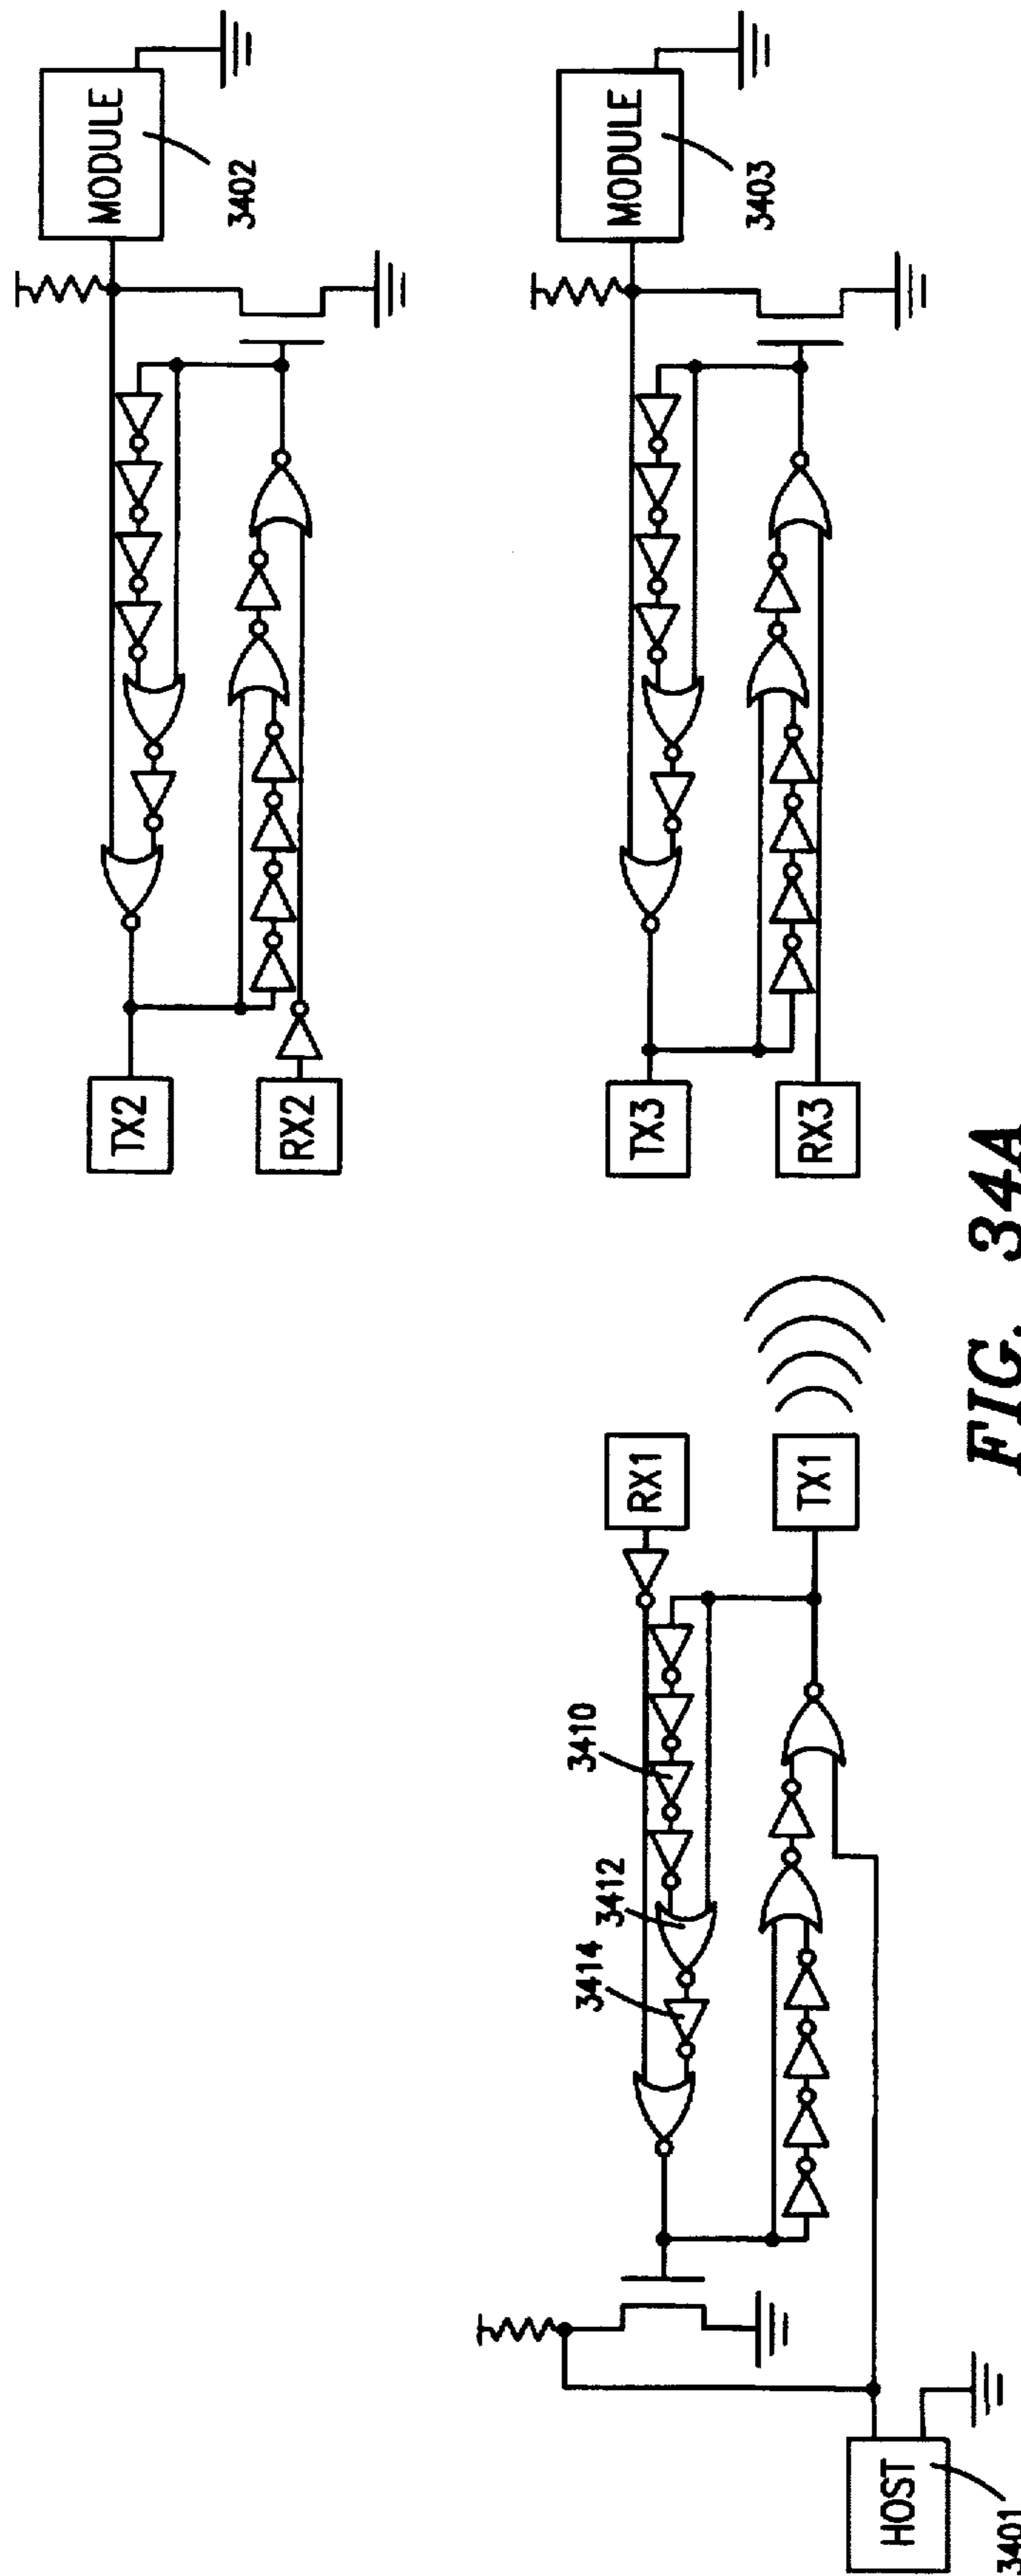 MODULE
3402
TX2
RX2
MODULE
3403
TX3
RX3
RX1
TX1
3410
3412
3414
HOST
3401
FIG. 34A